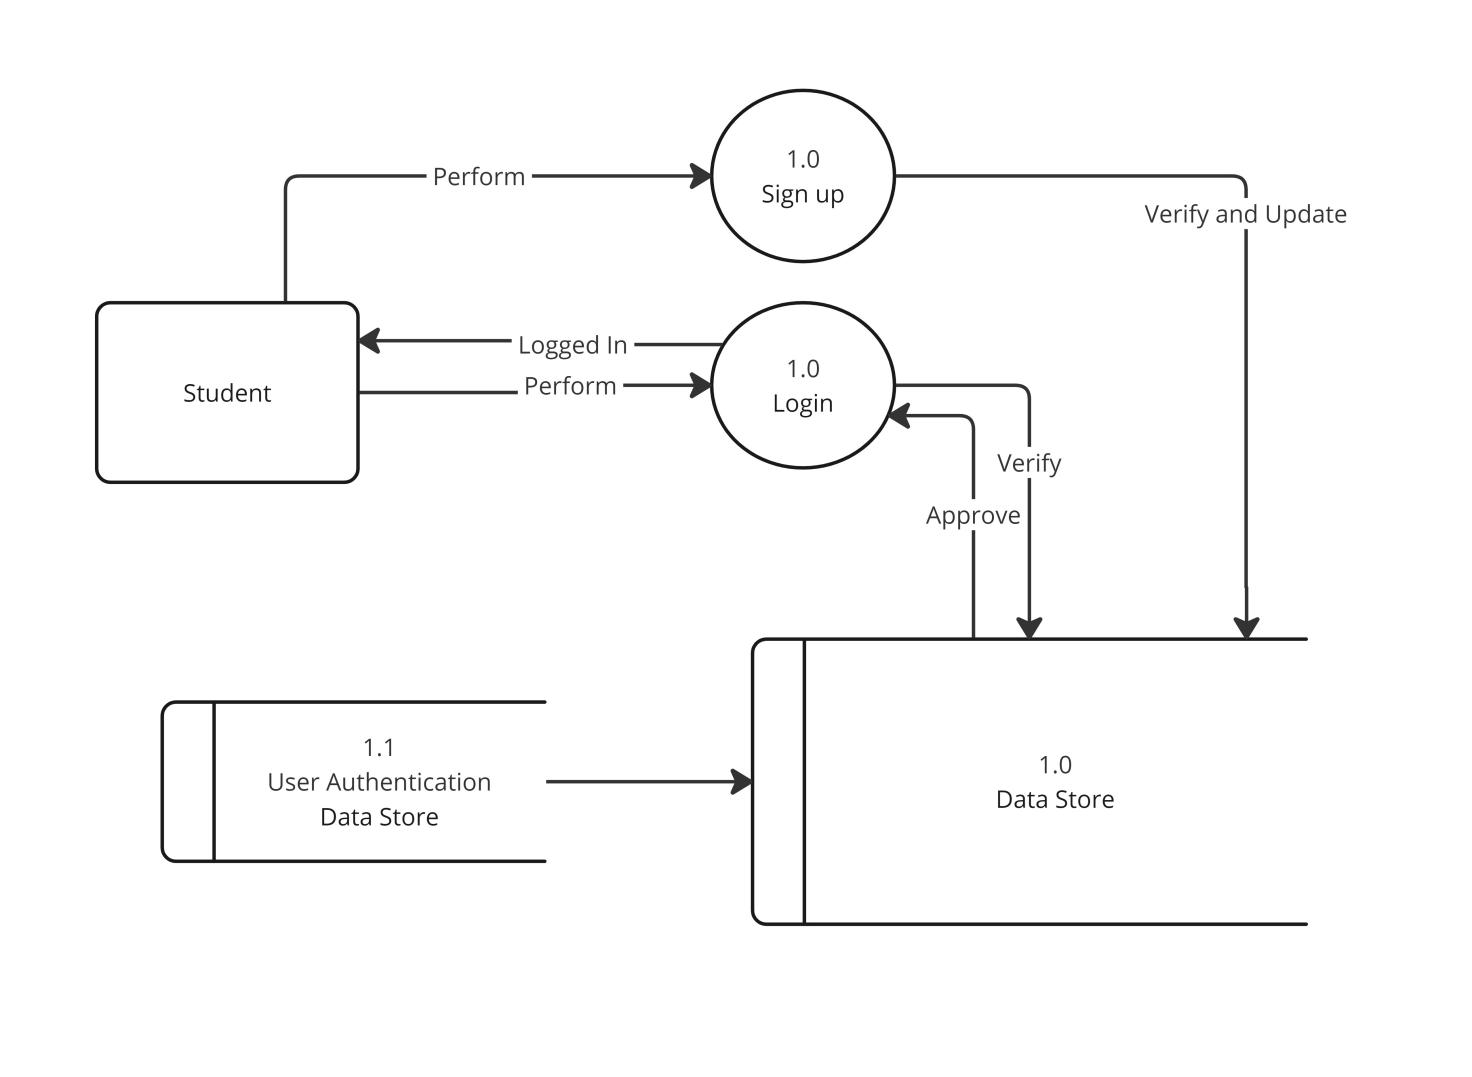 1.0
Sign up
Perform
Verify and Update
Logged In
Perform
Student
1.0
Login
Verify
Approve
1.1
User Authentication
Data Store
1.0
Data Store